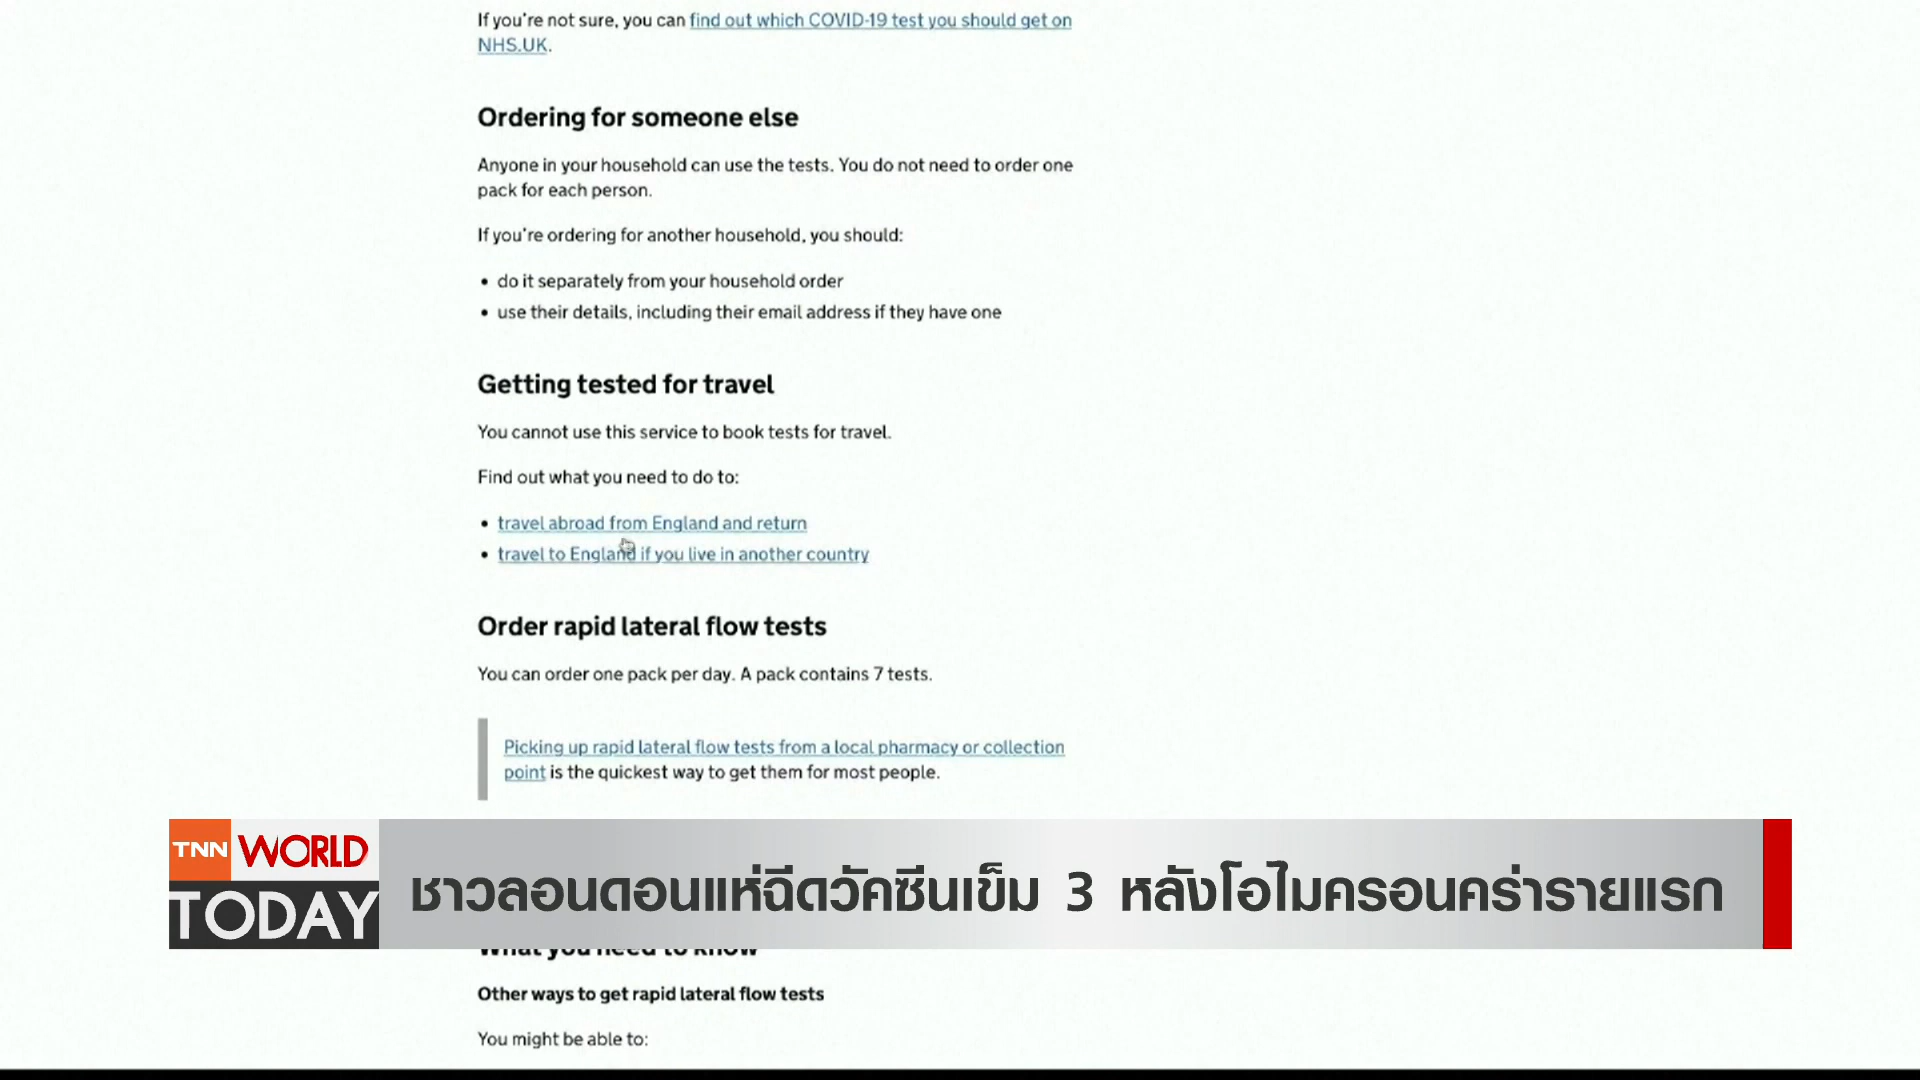 If you're not sure, you can find out which COVID-19 test you should get on
NHS.UK.
Ordering for someone else
Anyone in your household can use the tests. You do not need to order one
pack for each person.
If you're ordering for another household, you should:
• do it separately from your household order
• use their details, including their email address if they have one
Getting tested for travel
You cannot use this service to book tests for travel.
Find out what you need to do to:
• travel abroad from England and return
• travel to England if you live in another country
Order rapid lateral flow tests
You can order one pack per day. A pack contains 7 tests.
Picking up rapid lateral flow tests from a local pharmacy or collection
point is the quickest way to get them for most people.
TNN WORLD
TODAY
ชาวลอนดอนแห่ฉีดวัคซีนเข็ม 3 หลังโอไมครอนคร่ารายแรก
What you need to know
Other ways to get rapid lateral flow tests
You might be able to: